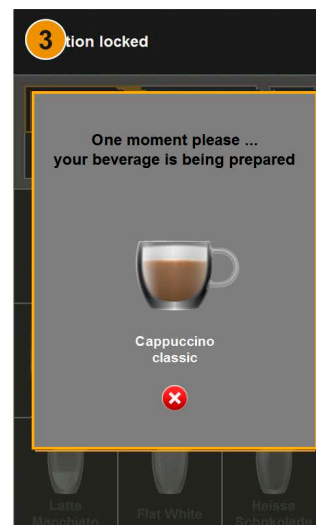 3
tion locked
One moment please ...
your beverage is being prepared
Cappuccino
classic
Latte
Macchiato
Flat White
Heisse
Schokolade